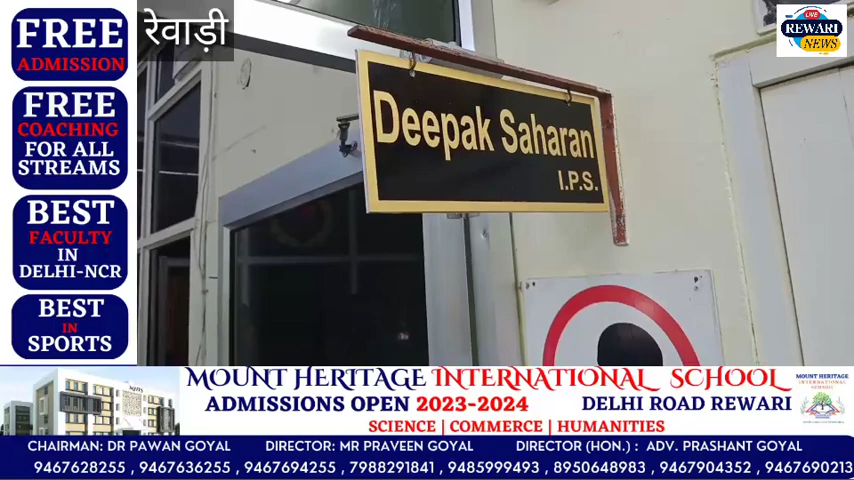 FREE
ADMISSION
FREE
COACHING
FOR ALL
STREAMS
BEST
FACULTY
IN
DELHI-NCR
BEST
IN
SPORTS
रेवाड़ी
LIVE
REWARI
NEWS
Deepak Saharan
I.P.S.
MOUNT HERITAGE INTERNATIONAL SCHOOL
ADMISSIONS OPEN 2023-2024
DELHI ROAD REWARI
SCIENCE | COMMERCE | HUMANITIES
MOUNT HERITAGE
INTERNATIONAL
SCHOOL
CHAIRMAN: DR PAWAN GOYAL DIRECTOR: MR PRAVEEN GOYAL DIRECTOR (HON.) : ADV. PRASHANT GOYAL
9467628255 , 9467636255 , 9467694255 , 7988291841 , 9485999493 , 8950648983 , 9467904352 , 9467690213